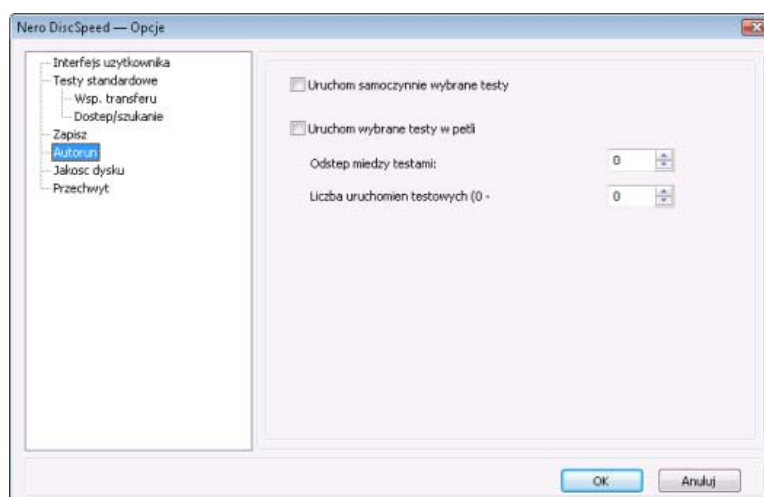 Nero DiscSpeed — Opcje
Interfejs uzytkownika
Testy standardowe
Wsp. transferu
Dostep/szukanie
Zapisz
Autorun
Jakosc dysku
Przechwyt
Uruchom samoczynnie wybrane testy
Uruchom wybrane testy w petli
Odstep miedzy testami: 0
Liczba uruchomien testowych (0 - 0
OK Anuluj